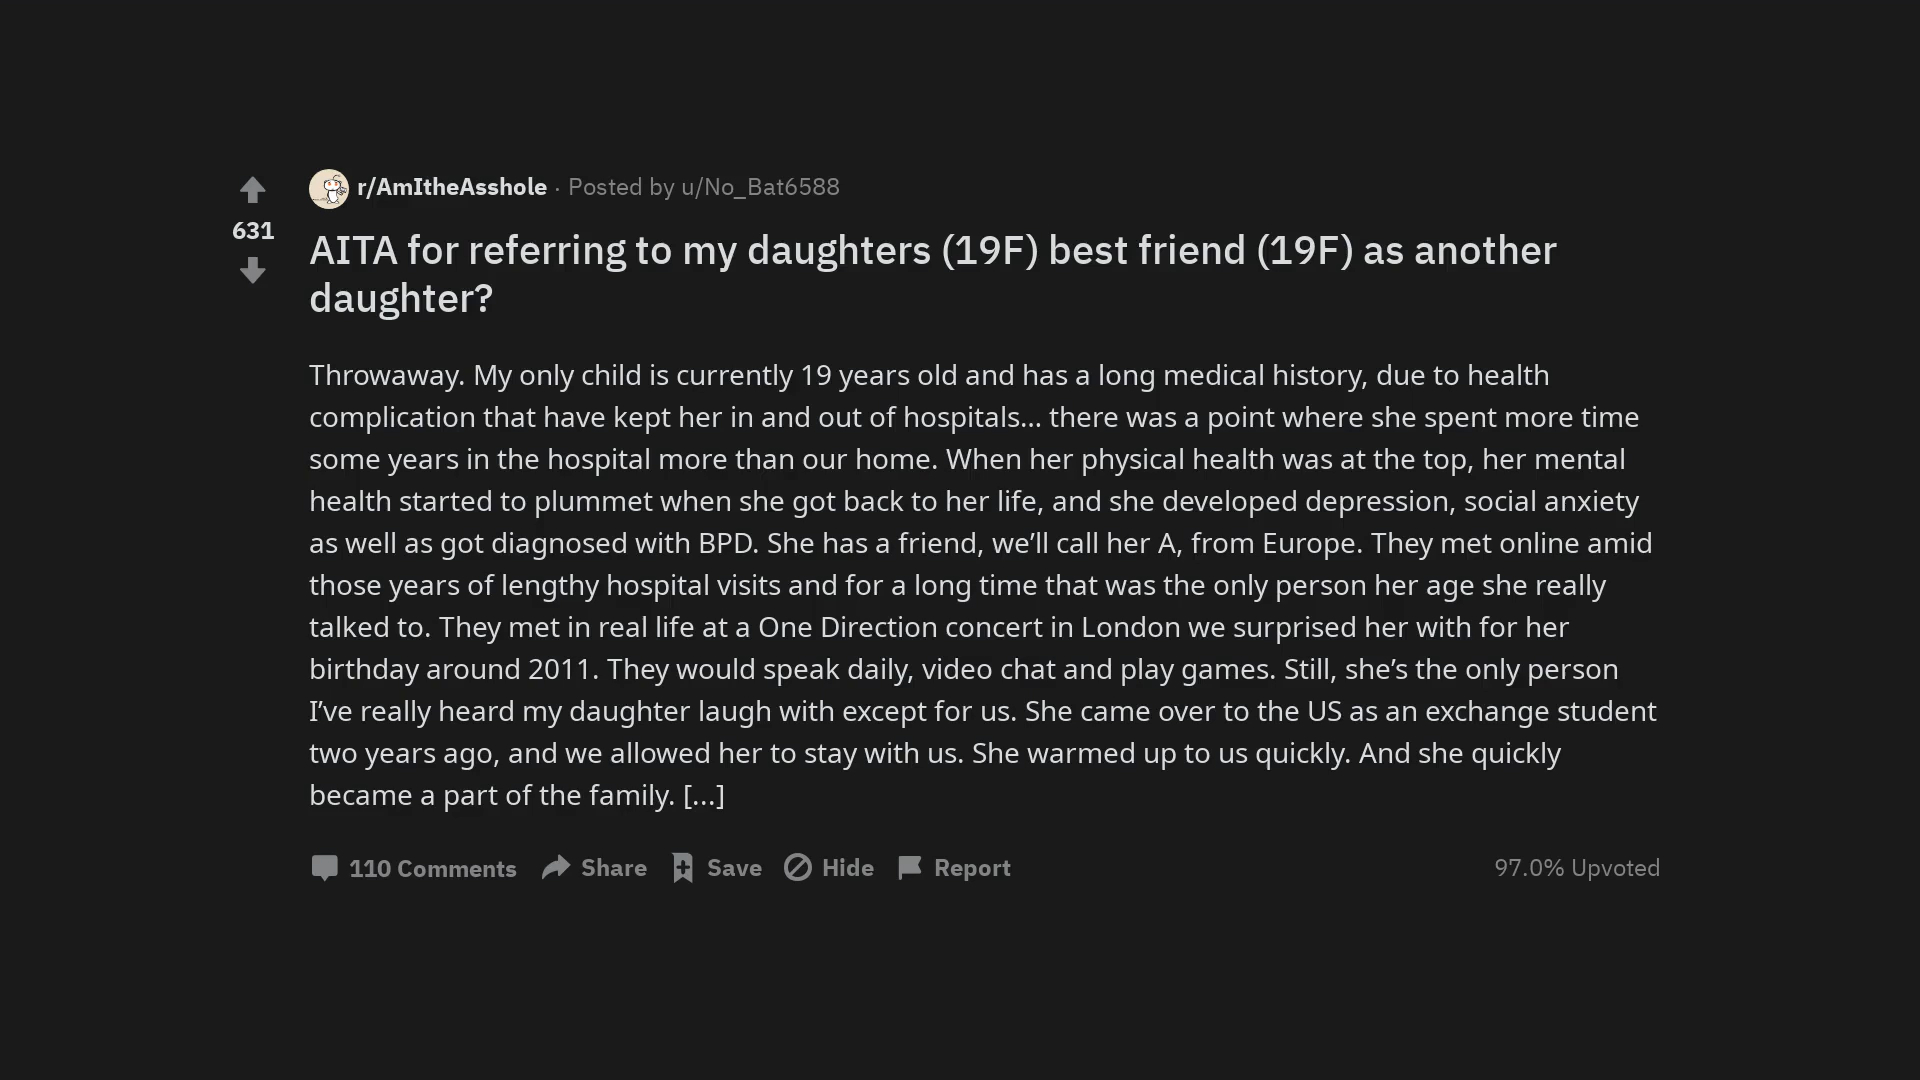 r/AmItheAsshole · Posted by u/No_Bat6588
631
AITA for referring to my daughters (19F) best friend (19F) as another
daughter?
Throwaway. My only child is currently 19 years old and has a long medical history, due to health
complication that have kept her in and out of hospitals... there was a point where she spent more time
some years in the hospital more than our home. When her physical health was at the top, her mental
health started to plummet when she got back to her life, and she developed depression, social anxiety
as well as got diagnosed with BPD. She has a friend, we’ll call her A, from Europe. They met online amid
those years of lengthy hospital visits and for a long time that was the only person her age she really
talked to. They met in real life at a One Direction concert in London we surprised her with for her
birthday around 2011. They would speak daily, video chat and play games. Still, she’s the only person
I’ve really heard my daughter laugh with except for us. She came over to the US as an exchange student
two years ago, and we allowed her to stay with us. She warmed up to us quickly. And she quickly
became a part of the family. [...]
110 Comments Share Save Hide Report 97.0% Upvoted